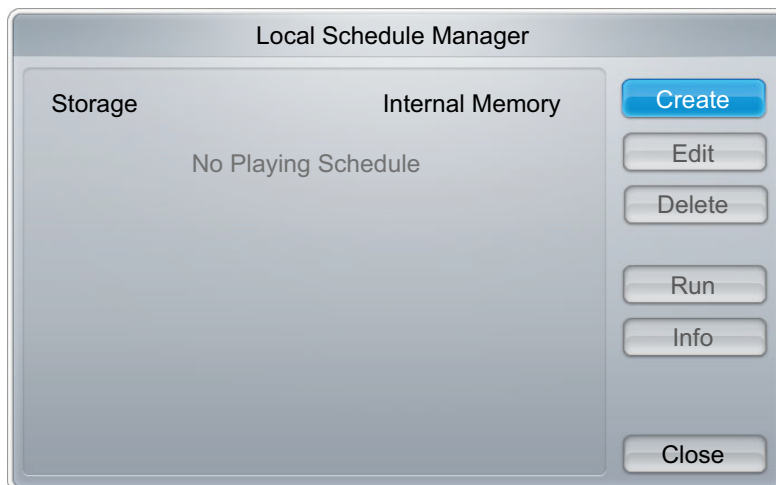 Local Schedule Manager
Storage Internal Memory
No Playing Schedule
Create
Edit
Delete
Run
Info
Close